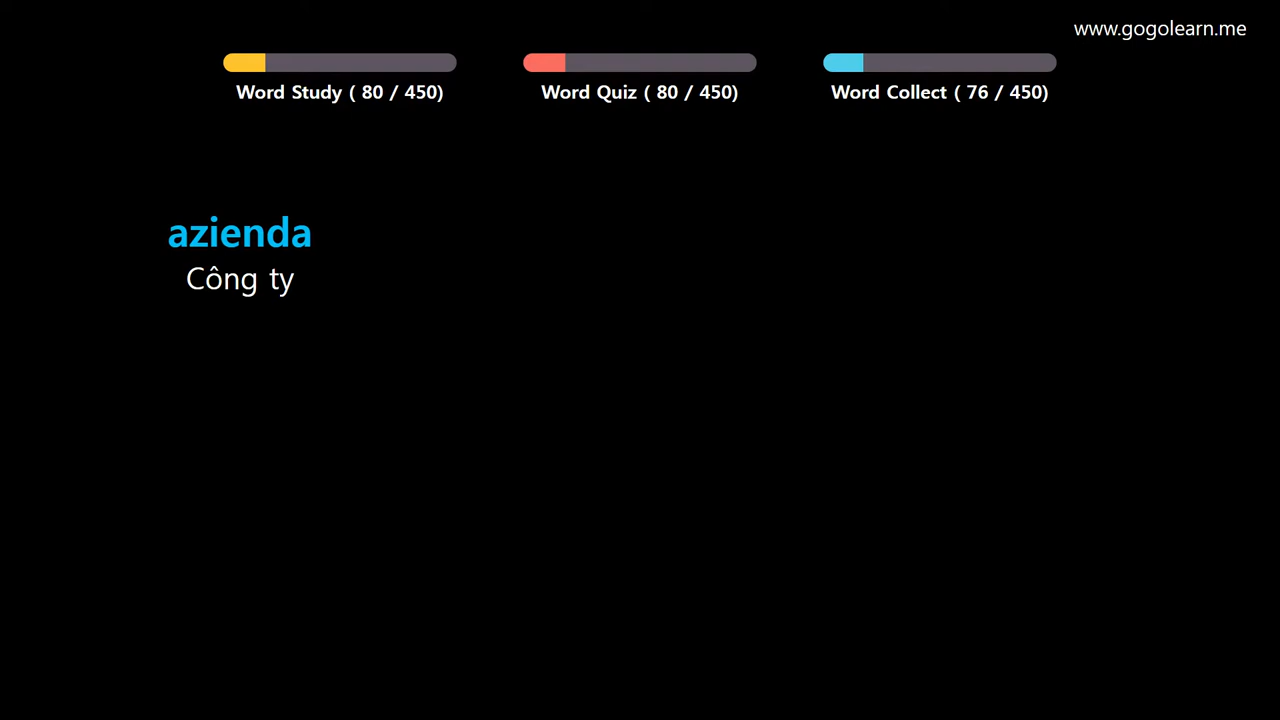 www.gogolearn.me
Word Study ( 80 / 450)
Word Quiz ( 80 / 450)
Word Collect ( 76 / 450)
azienda
Công ty